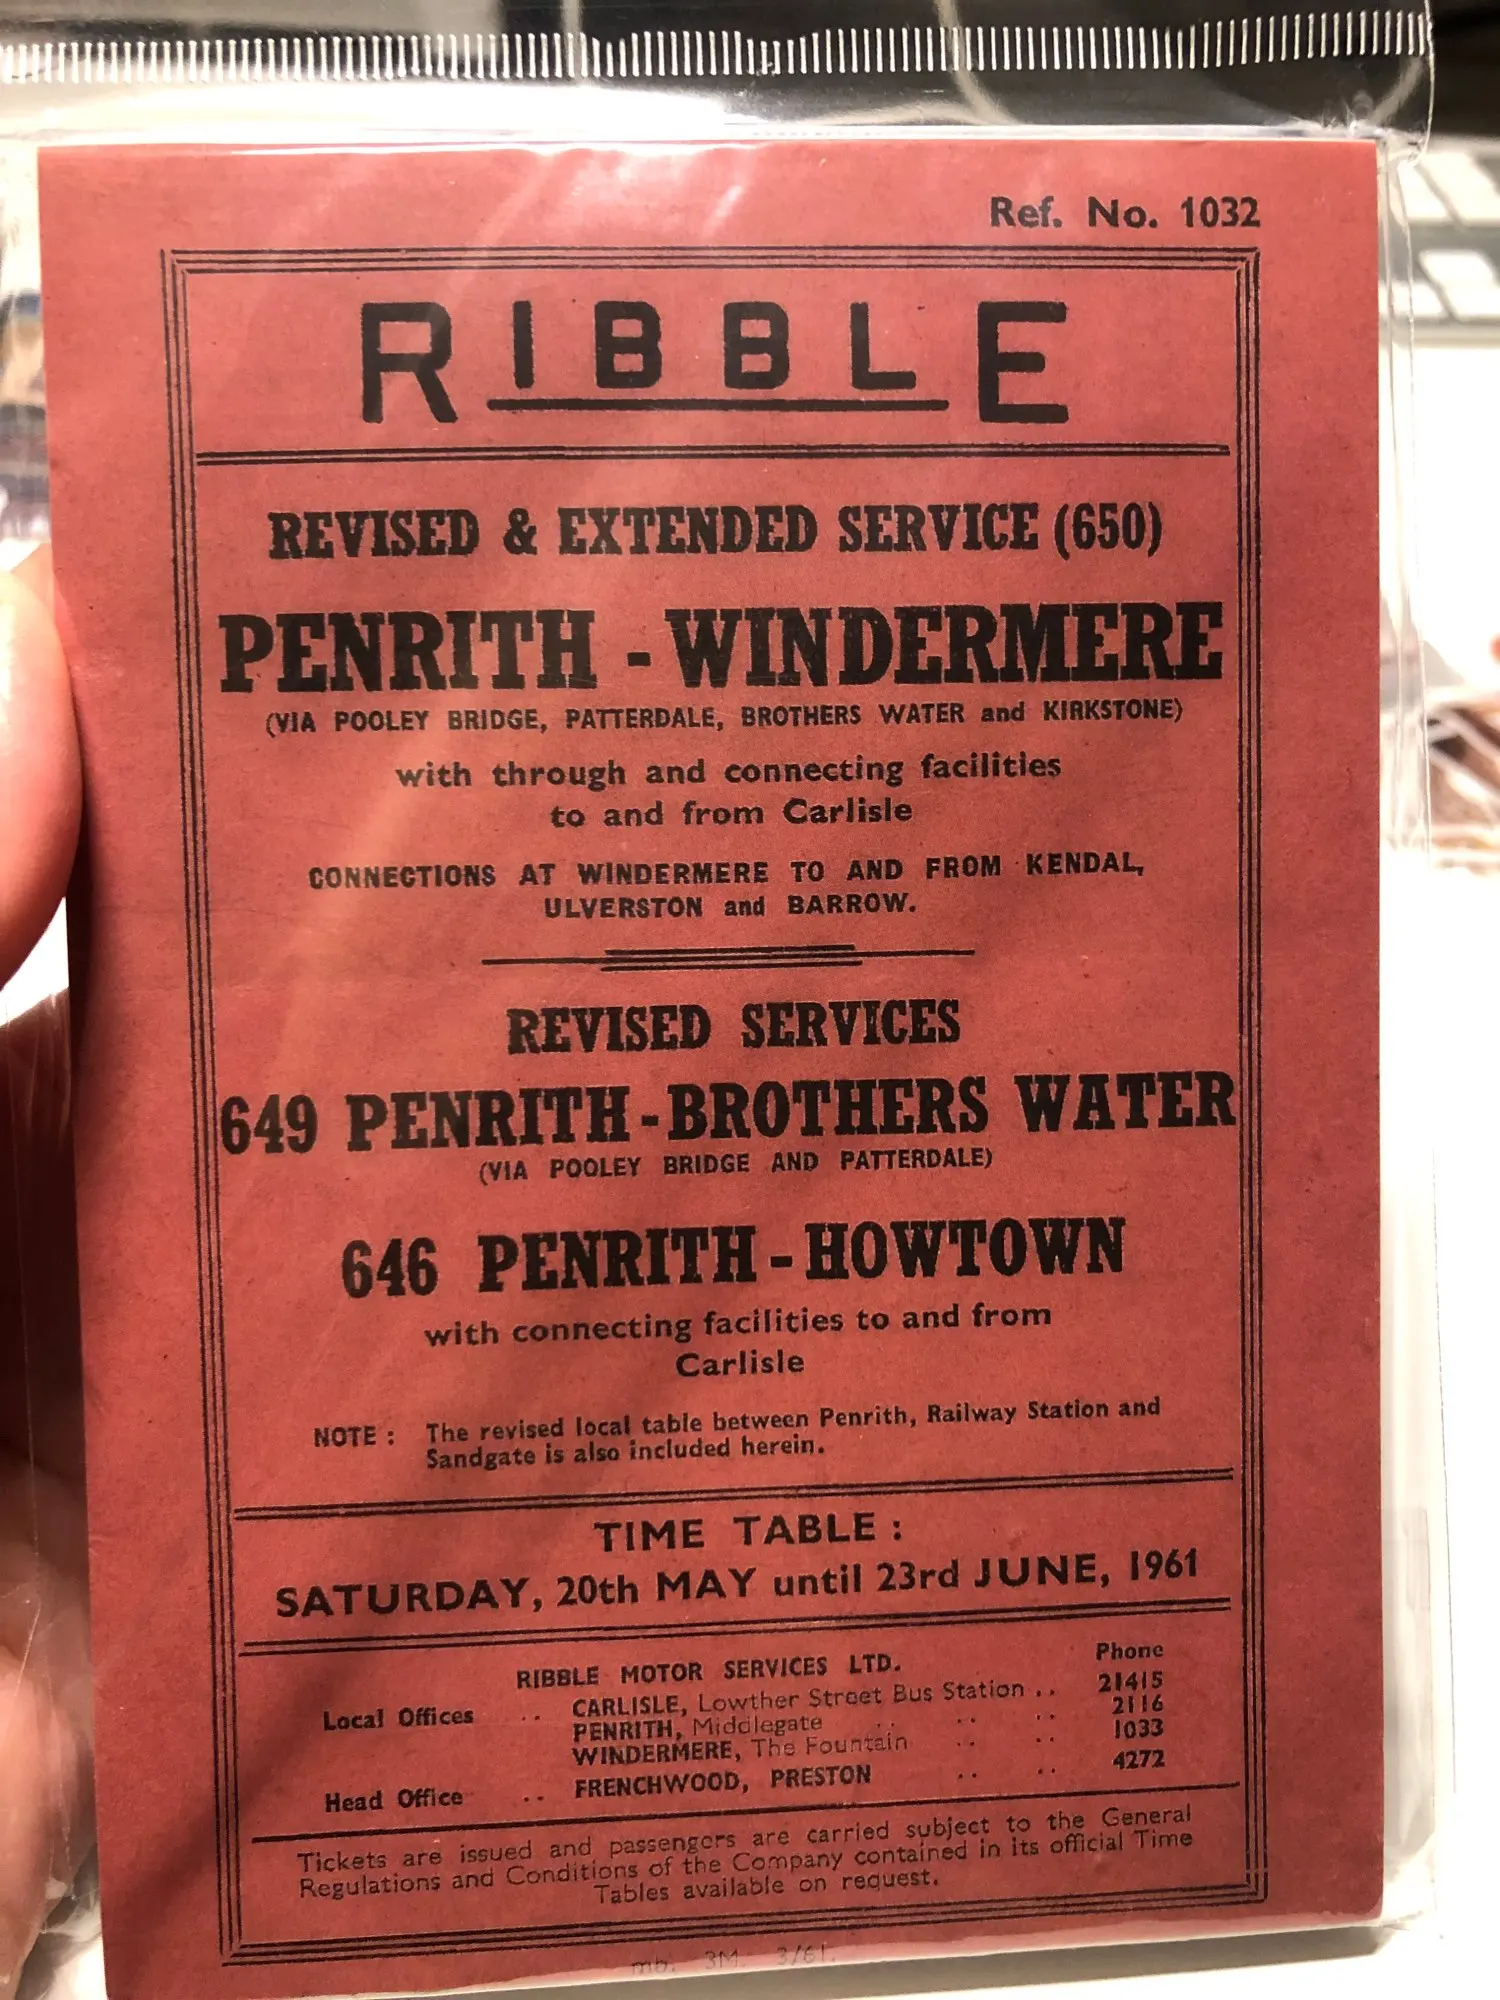 Ref. No. 1032
RIBBLE
REVISED & EXTENDED SERVICE (650)
PENRITH - WINDERMERE
(VIA POOLEY BRIDGE, PATTERDALE, BROTHERS WATER and KIRKSTONE)
with through and connecting facilities
to and from Carlisle
CONNECTIONS AT WINDERMERE TO AND FROM KENDAL,
ULVERSTON and BARROW.
REVISED SERVICES
649 PENRITH - BROTHERS WATER
(VIA POOLEY BRIDGE AND PATTERDALE)
646 PENRITH - HOWTOWN
with connecting facilities to and from
Carlisle
NOTE : The revised local table between Penrith, Railway Station and
Sandgate is also included herein.
TIME TABLE :
SATURDAY, 20th MAY until 23rd JUNE, 1961
RIBBLE MOTOR SERVICES LTD. Phone
Local Offices .. CARLISLE, Lowther Street Bus Station .. 21415
PENRITH, Middlegate .. .. .. 2116
WINDERMERE, The Fountain .. .. 1033
Head Office .. FRENCHWOOD, PRESTON .. .. 4272
Tickets are issued and passengers are carried subject to the General
Regulations and Conditions of the Company contained in its official Time
Tables available on request.
mb. 3M. 3/61.